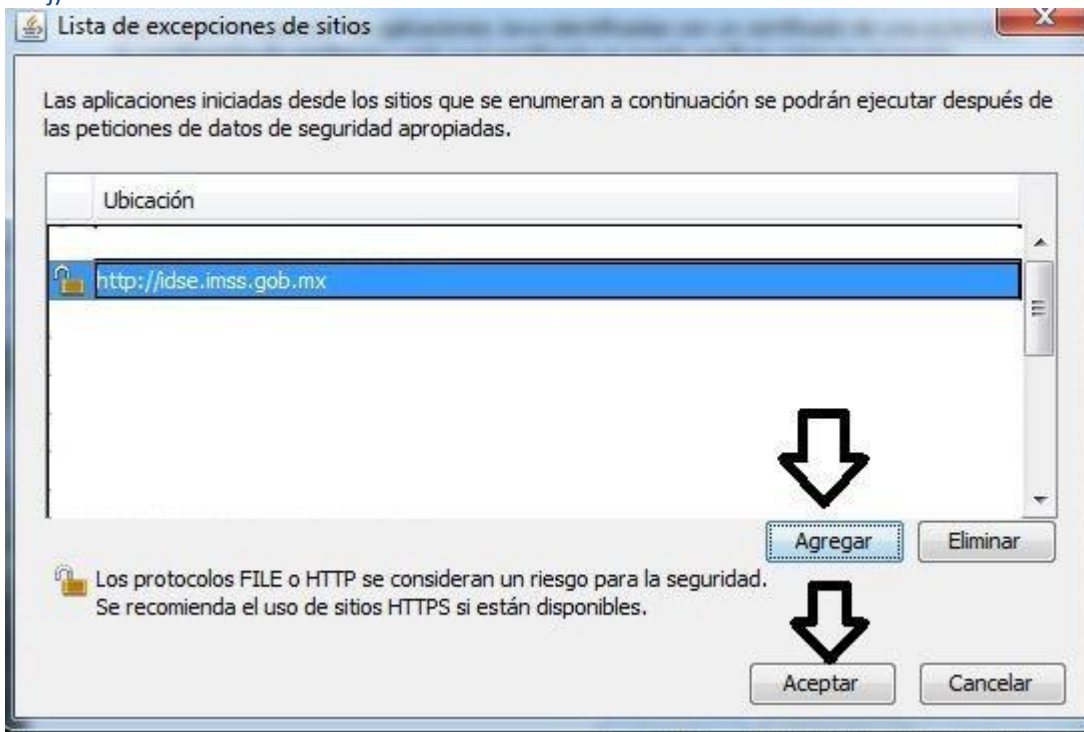 Lista de excepciones de sitios
Las aplicaciones iniciadas desde los sitios que se enumeran a continuación se podrán ejecutar después de
las peticiones de datos de seguridad apropiadas.
Ubicación
http://idse.imss.gob.mx
Agregar
Eliminar
Los protocolos FILE o HTTP se consideran un riesgo para la seguridad.
Se recomienda el uso de sitios HTTPS si están disponibles.
Aceptar
Cancelar